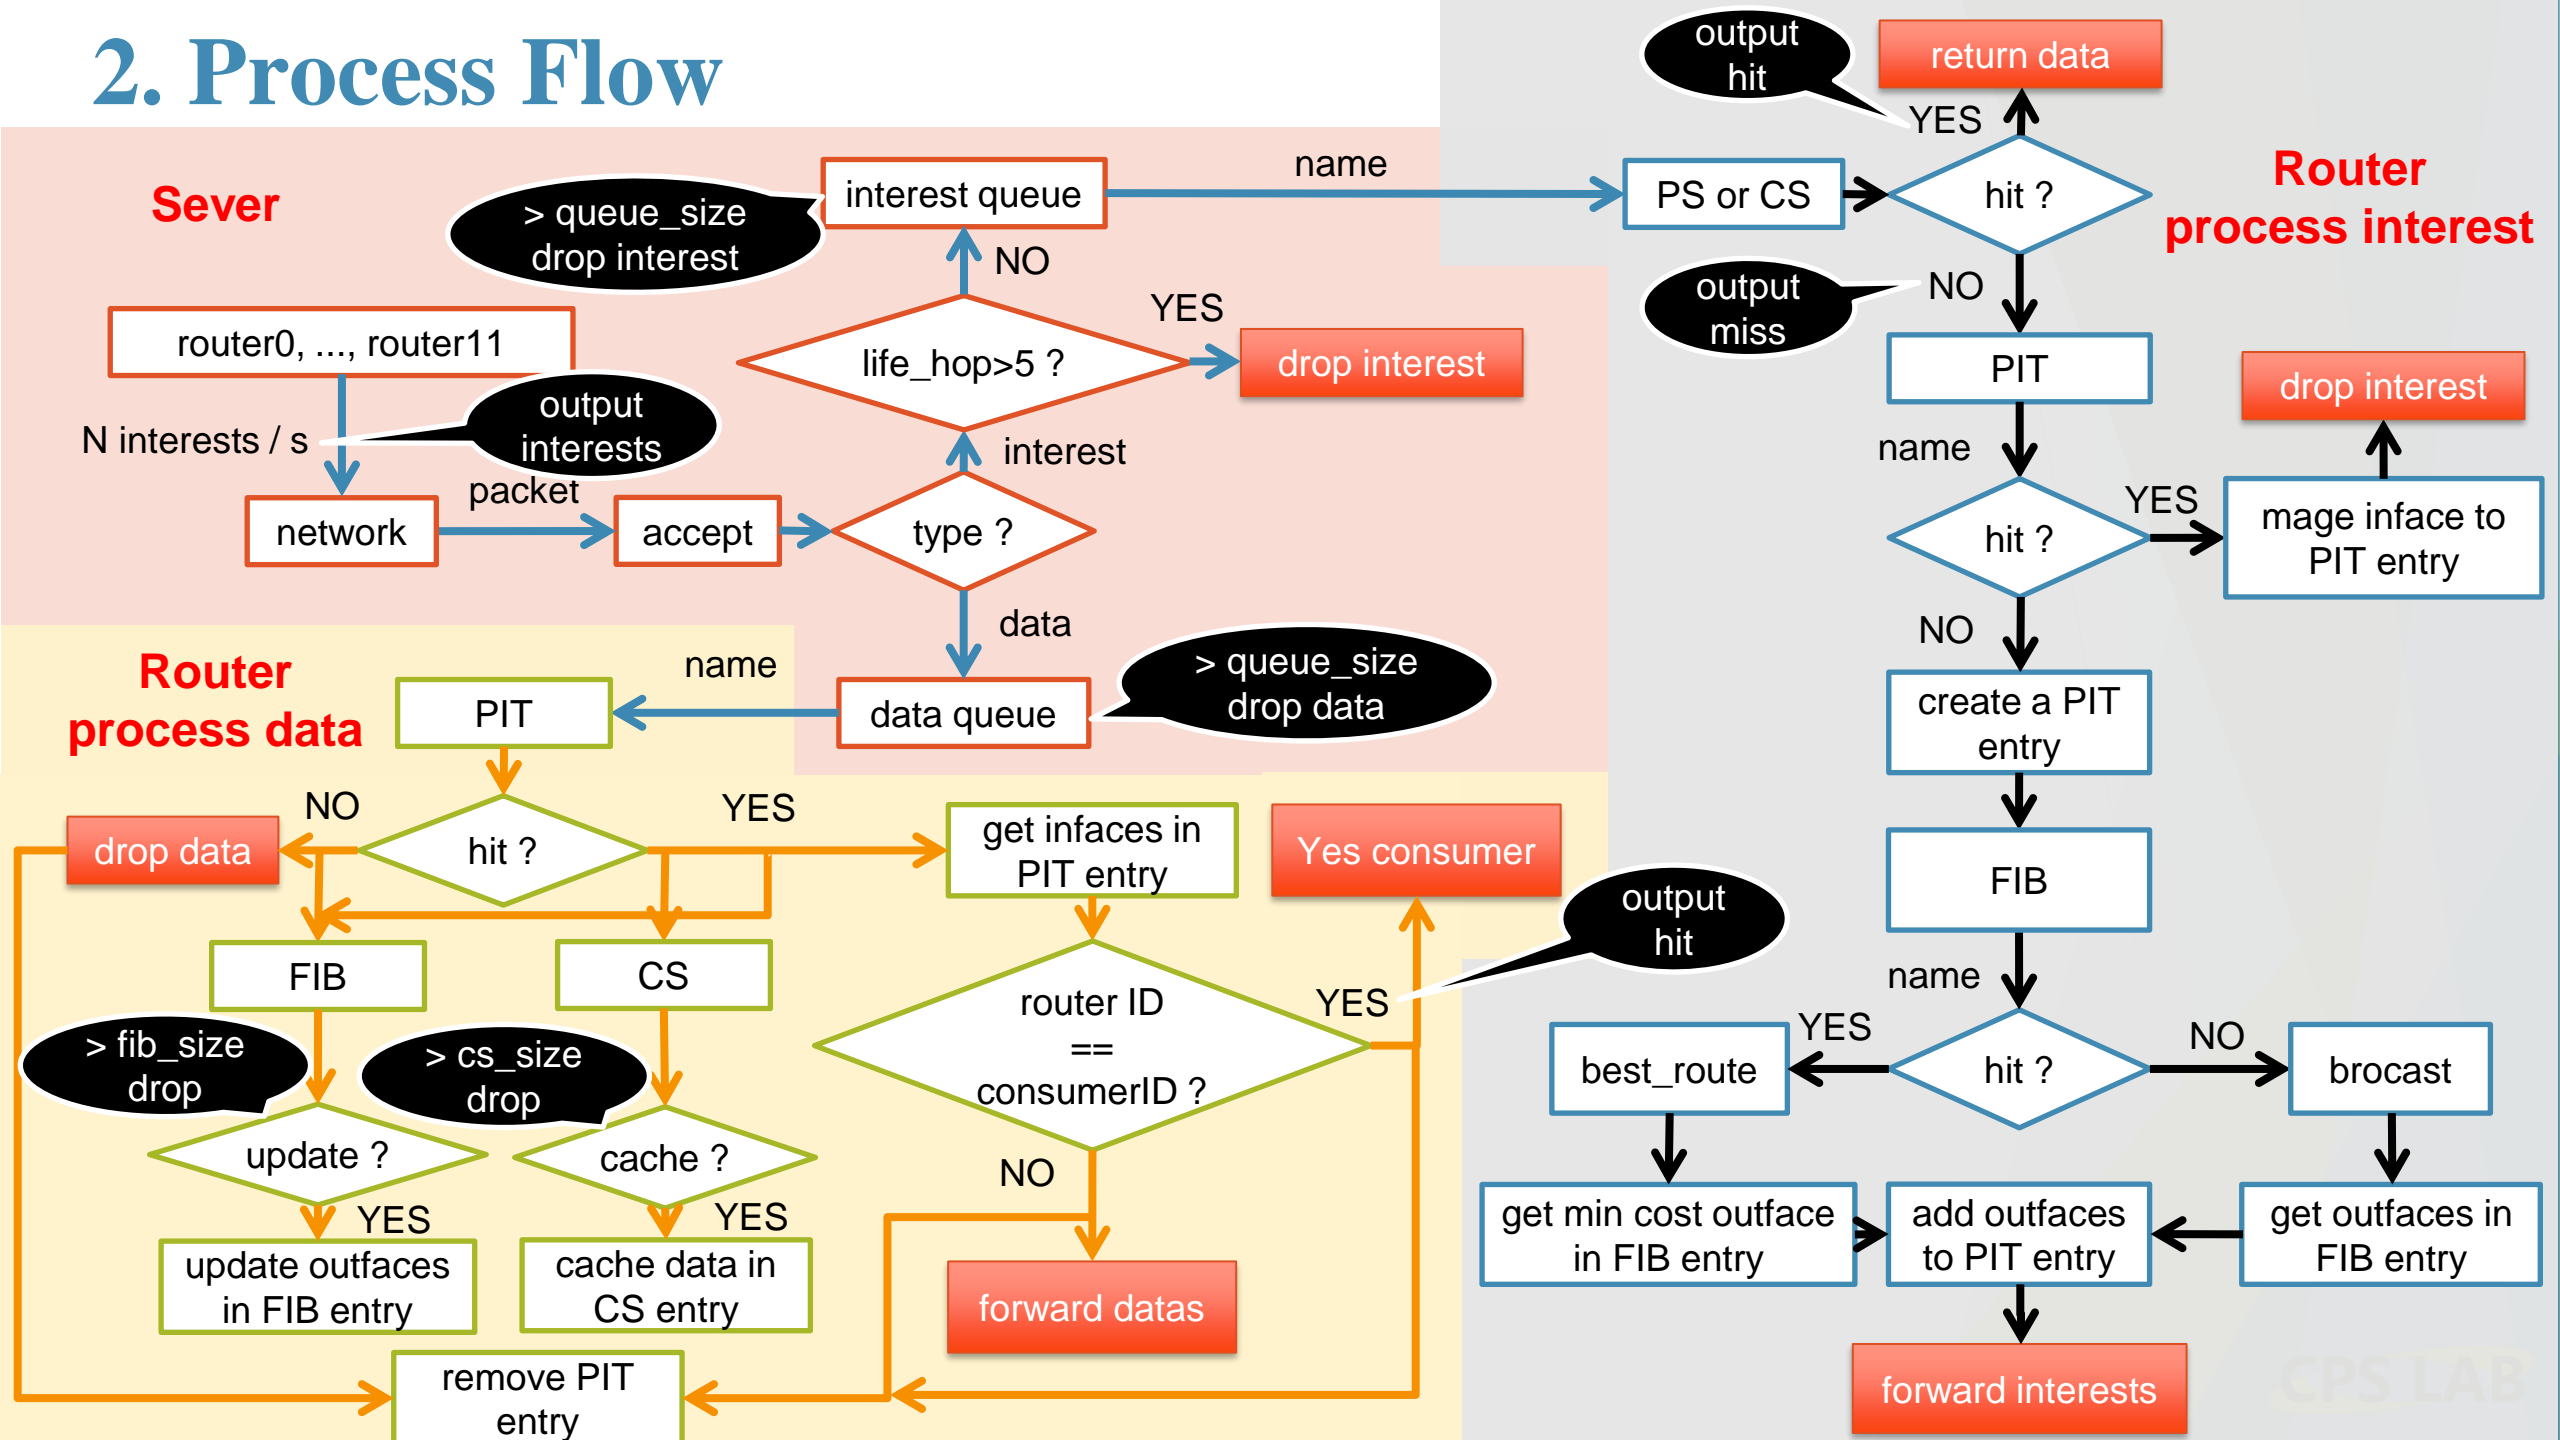 2. Process Flow
Sever
> queue_size
drop interest
interest queue
name
NO
YES
life_hop>5 ?
drop interest
router0, ..., router11
N interests / s
output
interests
interest
network
packet
accept
type ?
data
data queue
> queue_size
drop data
Router
process data
name
PIT
NO
YES
drop data
hit ?
get infaces in
PIT entry
Yes consumer
FIB
CS
> fib_size
drop
> cs_size
drop
router ID
==
consumerID ?
YES
output
hit
update ?
cache ?
NO
YES
YES
update outfaces
in FIB entry
cache data in
CS entry
forward datas
remove PIT
entry
output
hit
return data
YES
PS or CS
hit ?
Router
process interest
output
miss
NO
PIT
name
drop interest
hit ?
YES
mage inface to
PIT entry
NO
create a PIT
entry
FIB
name
best_route
YES
hit ?
NO
brocast
get min cost outface
in FIB entry
add outfaces
to PIT entry
get outfaces in
FIB entry
forward interests
CPS LAB